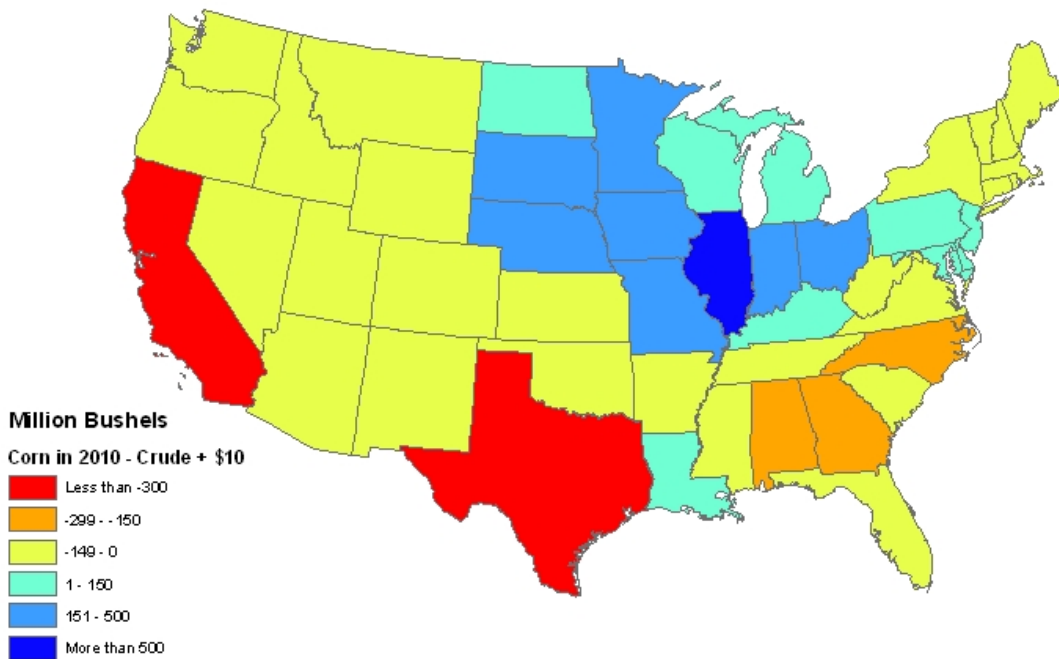 Million Bushels
Corn in 2010 - Crude + $10
Less than -300
-299 - -150
-149 - 0
1 - 150
151 - 500
More than 500